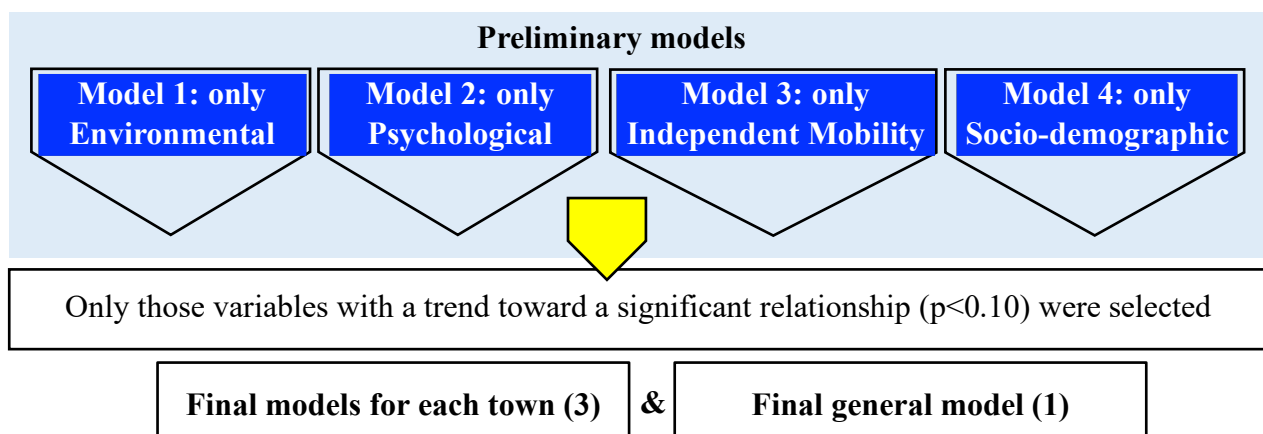 Preliminary models
Model 1: only
Environmental
Model 2: only
Psychological
Model 3: only
Independent Mobility
Model 4: only
Socio-demographic
Only those variables with a trend toward a significant relationship (p<0.10) were selected
Final models for each town (3)
&
Final general model (1)